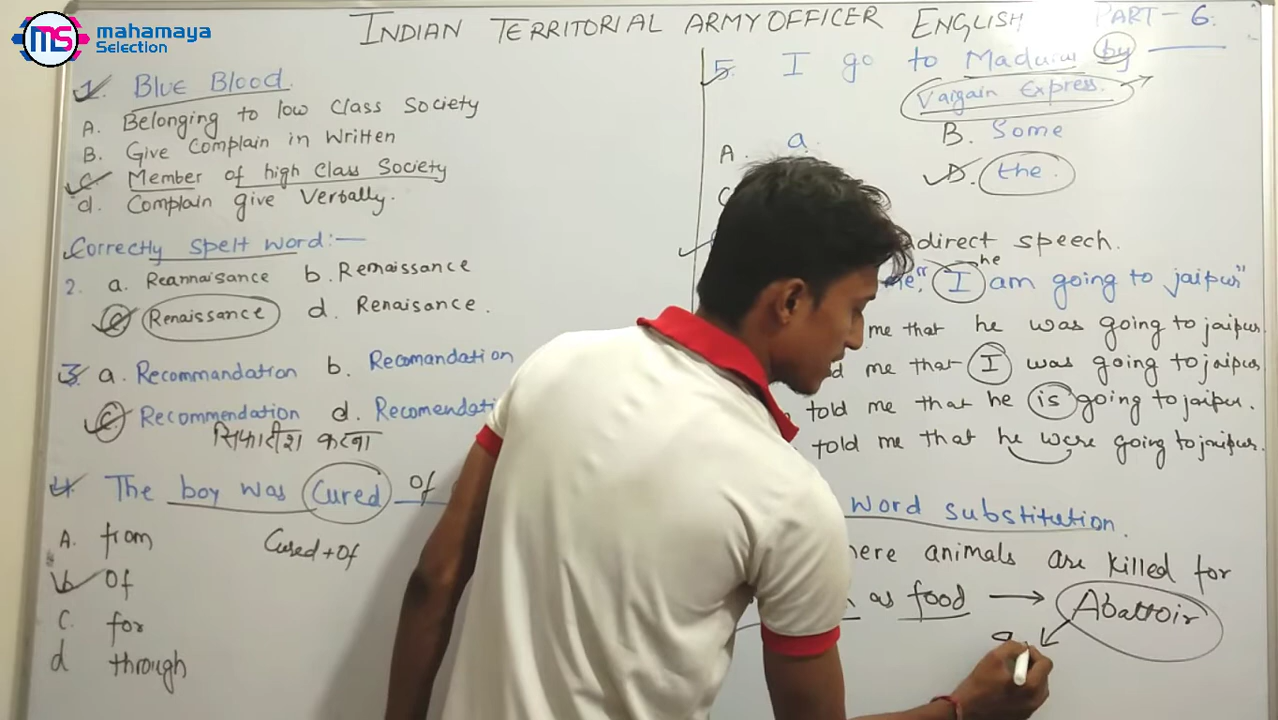 mahamaya
Selection
INDIAN TERRITORIAL ARMY OFFICER ENGLISH PART-6.
1. Blue Blood.
A. Belonging to low class Society
B. Give Complain in Written
C. Member of high class Society
d. Complain give Verbally.
Correctly spelt word:—
2. a. Reannaisance b. Remaissance
c. Renaissance d. Renaisance.
3. a. Recommandation b. Recomandation
c. Recommendation d. Recomendati
सिफारीश करना
4. The boy was Cured of
A. from
Cured + Of
b. Of
C. for
d through
5. I go to Maduiai by
Vaigain Express.
A. a. B. Some
D. the.
direct speech.
he
me, "I am going to jaipur"
me that he was going to jaipur.
me that I was going to jaipur
told me that he is going to jaipur.
told me that he were going to jaipur.
word substitution.
here animals are killed for
as food → Abattoir